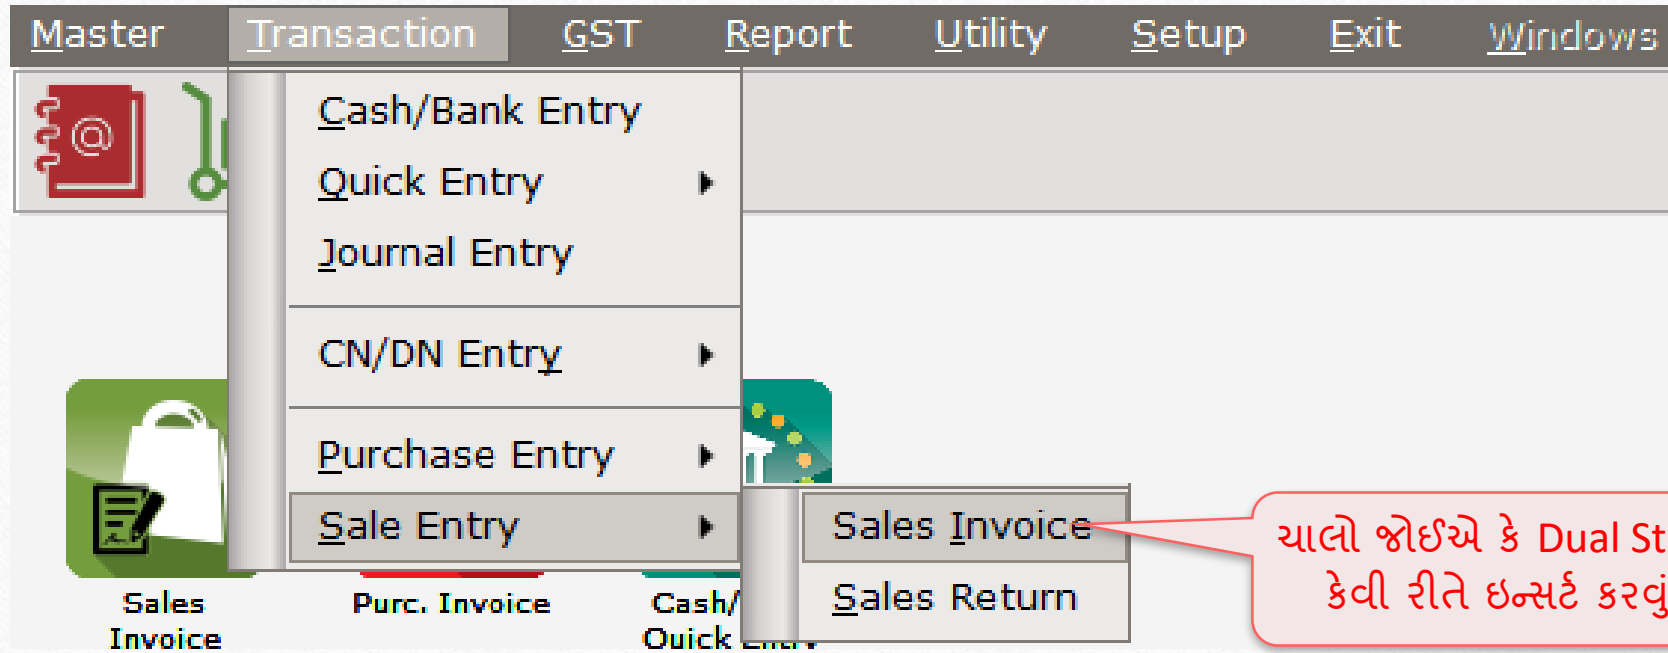 Master Transaction GST Report Utility Setup Exit Windows
@
Cash/Bank Entry
Quick Entry
Journal Entry
CN/DN Entry
Purchase Entry
Sale Entry
Sales Invoice
Sales Return
ચાલો જોઈએ કે Dual
કેવી રીતે ઇન્સર્ટ કરવું
Sales
Invoice
Purc. Invoice
Cash/
Quick